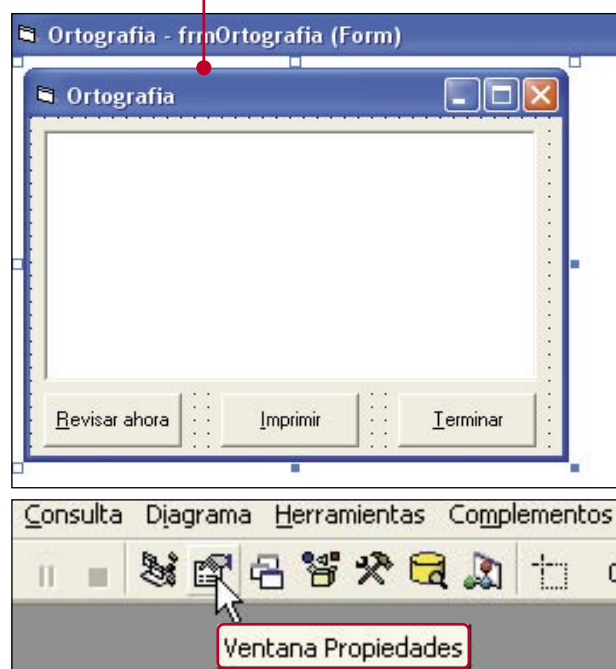 Ortografia - frmOrtografia (Form)
Ortografia
Revisar ahora Imprimir Terminar
Consulta Diagrama Herramientas Complementos
Ventana Propiedades